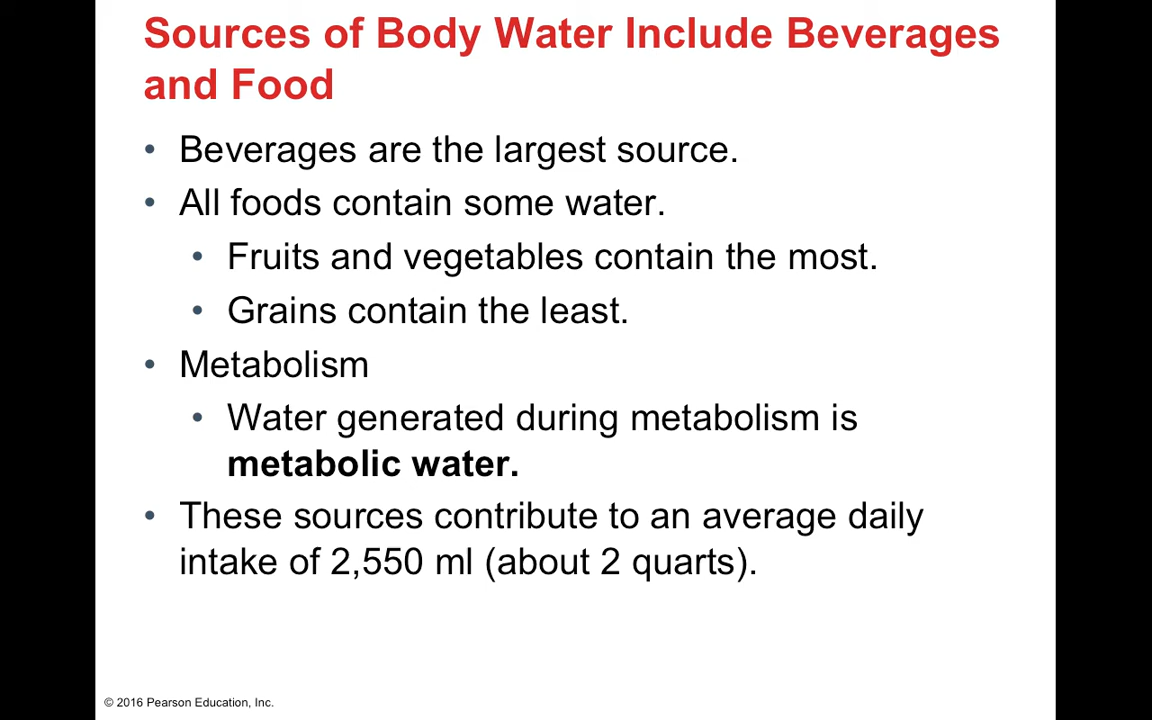 Sources of Body Water Include Beverages
and Food
• Beverages are the largest source.
• All foods contain some water.
• Fruits and vegetables contain the most.
• Grains contain the least.
• Metabolism
• Water generated during metabolism is
metabolic water.
• These sources contribute to an average daily
intake of 2,550 ml (about 2 quarts).
© 2016 Pearson Education, Inc.